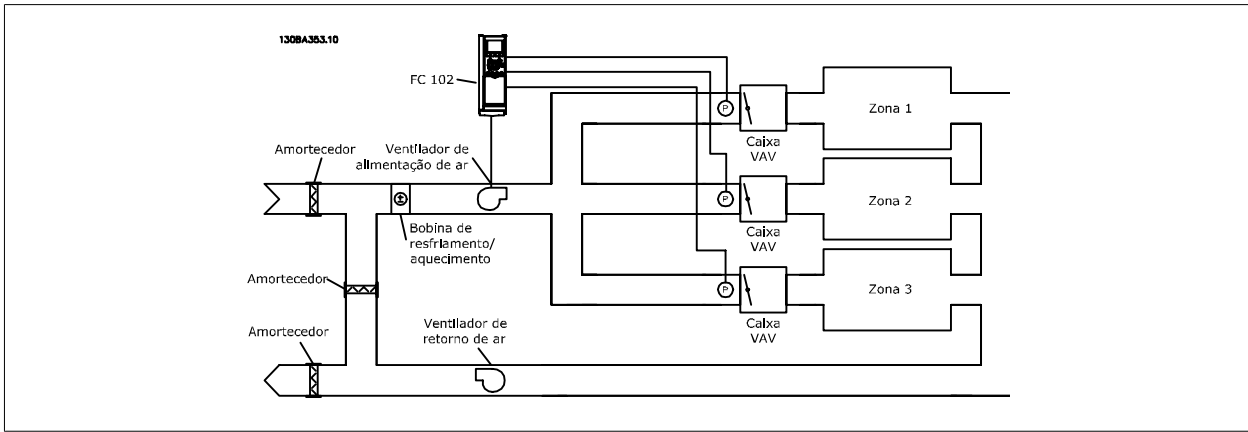 130BA353.10
FC 102
Amortecedor
Ventilador de
alimentação de ar
Bobina de
resfriamento/
aquecimento
Amortecedor
Amortecedor
Ventilador de
retorno de ar
P
Caixa
VAV
Zona 1
P
Caixa
VAV
Zona 2
P
Caixa
VAV
Zona 3